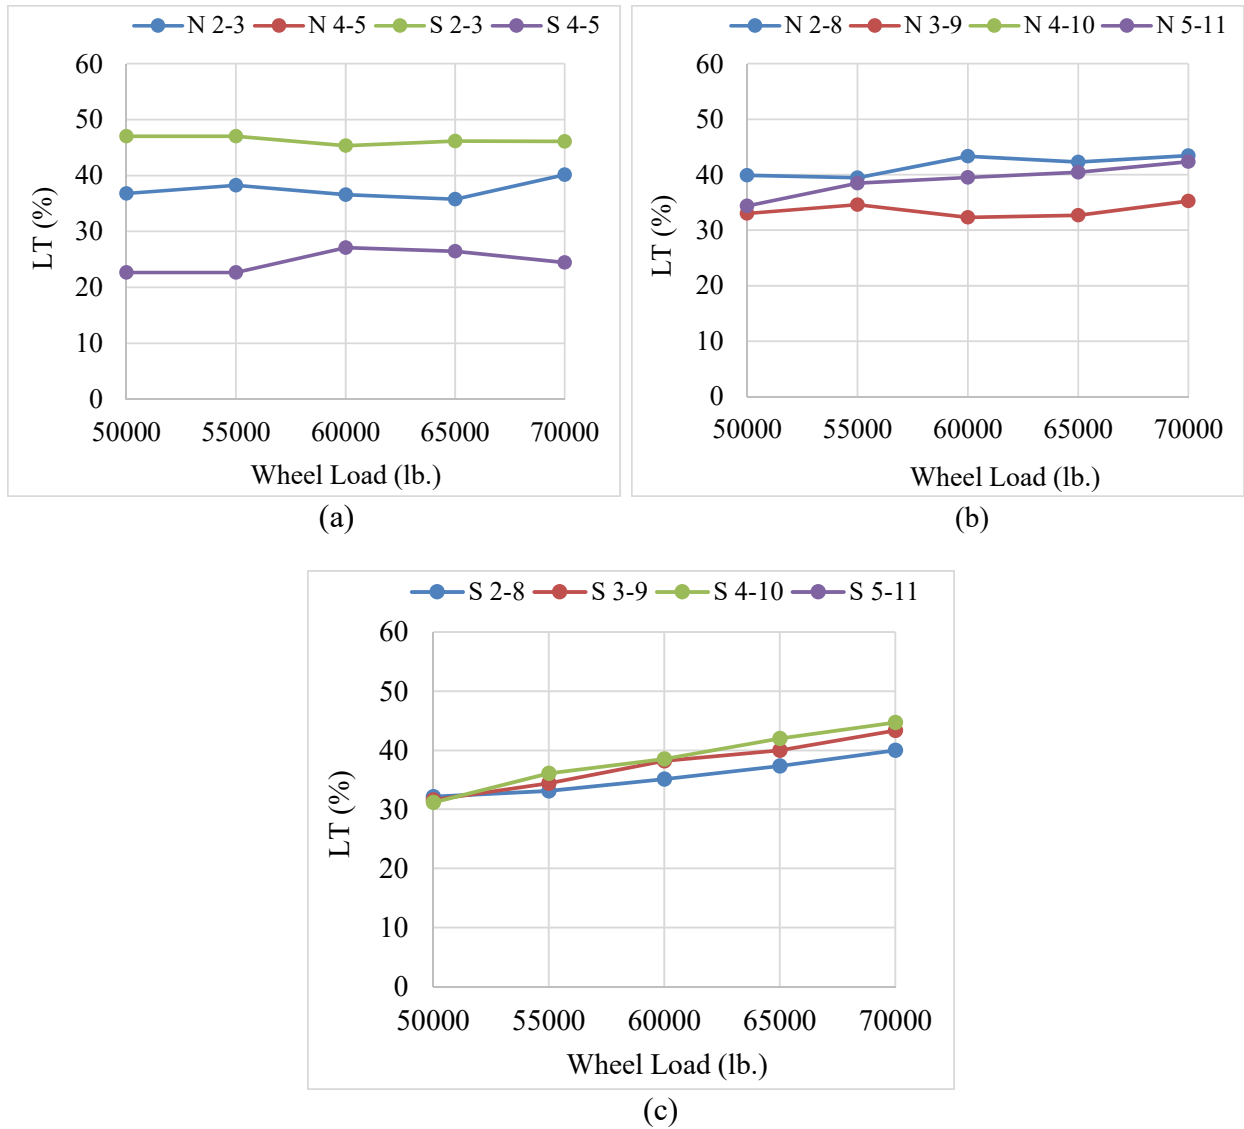 N 2-3 N 4-5 S 2-3 S 4-5
60
50
40
30
20
10
0
LT (%)
50000 55000 60000 65000 70000
Wheel Load (lb.)
(a)
N 2-8 N 3-9 N 4-10 N 5-11
60
50
40
30
20
10
0
LT (%)
50000 55000 60000 65000 70000
Wheel Load (lb.)
(b)
S 2-8 S 3-9 S 4-10 S 5-11
60
50
40
30
20
10
0
LT (%)
50000 55000 60000 65000 70000
Wheel Load (lb.)
(c)